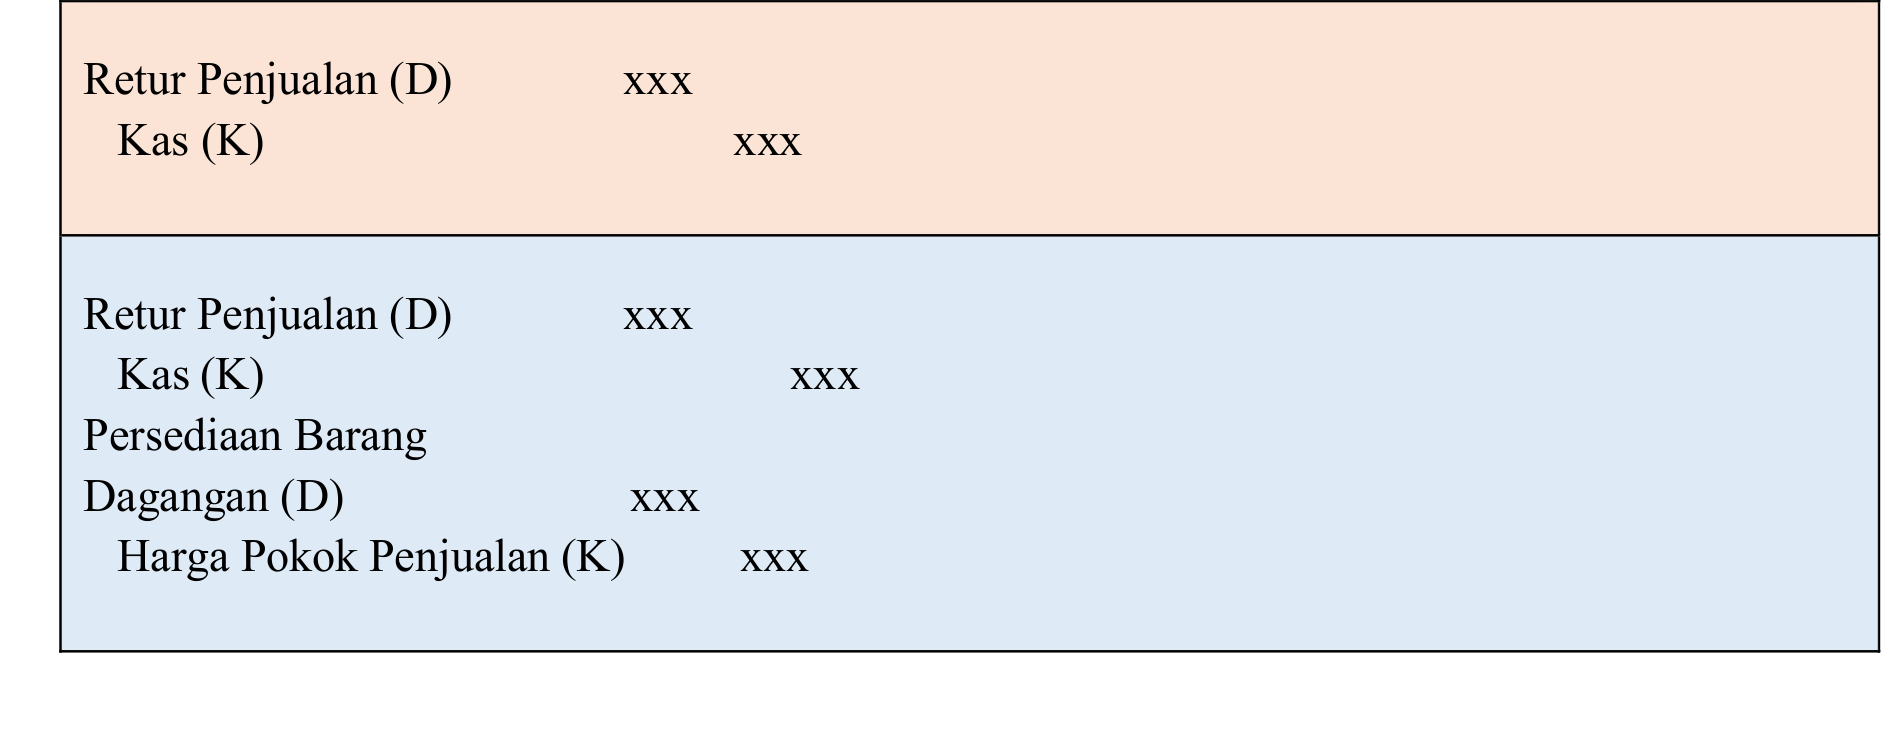 Retur Penjualan (D) xxx
Kas (K) xxx
Retur Penjualan (D) xxx
Kas (K) xxx
Persediaan Barang
Dagangan (D) xxx
Harga Pokok Penjualan (K) xxx